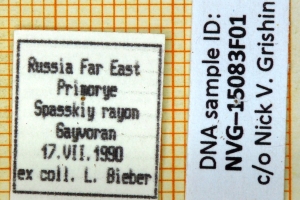 Russia Far East
Primorye
Spasskiy rayon
Gayvoran
17.VII.1990
ex coll. L. Bieber
DNA sample ID:
NVG-15083F01
c/o Nick V. Grishin